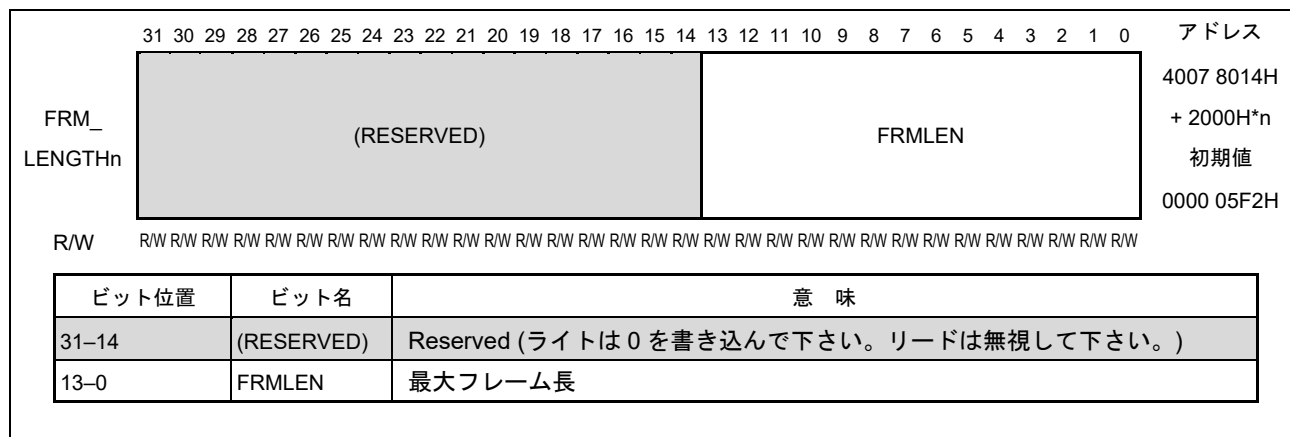 31 30 29 28 27 26 25 24 23 22 21 20 19 18 17 16 15 14 13 12 11 10 9 8 7 6 5 4 3 2 1 0 アドレス
4007 8014H
FRM_ + 2000H*n
(RESERVED) FRMLEN
LENGTHn 初期値
0000 05F2H
R/W R/W R/W R/W R/W R/W R/W R/W R/W R/W R/W R/W R/W R/W R/W R/W R/W R/W R/W R/W R/W R/W R/W R/W R/W R/W R/W R/W R/W R/W R/W R/W R/W
ビット位置 ビット名 意 味
31–14 (RESERVED) Reserved (ライトは 0 を書き込んで下さい。リードは無視して下さい。)
13–0 FRMLEN 最大フレーム長